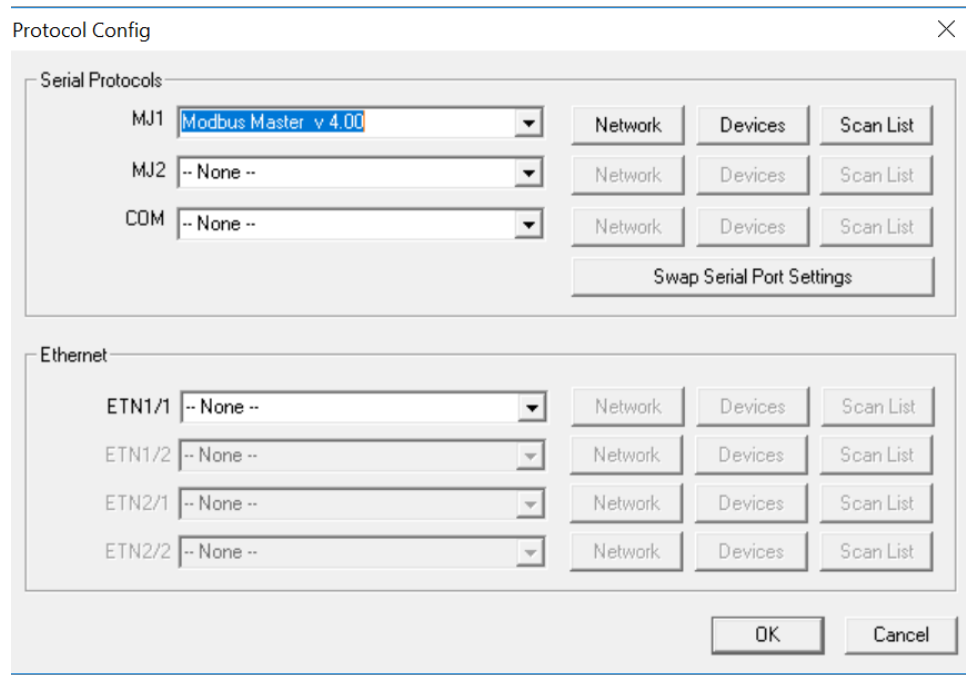 Protocol Config
Serial Protocols
MJ1 Modbus Master v 4.00 Network Devices Scan List
MJ2 -- None -- Network Devices Scan List
COM -- None -- Network Devices Scan List
Swap Serial Port Settings
Ethernet
ETN1/1 -- None -- Network Devices Scan List
ETN1/2 -- None -- Network Devices Scan List
ETN2/1 -- None -- Network Devices Scan List
ETN2/2 -- None -- Network Devices Scan List
OK Cancel